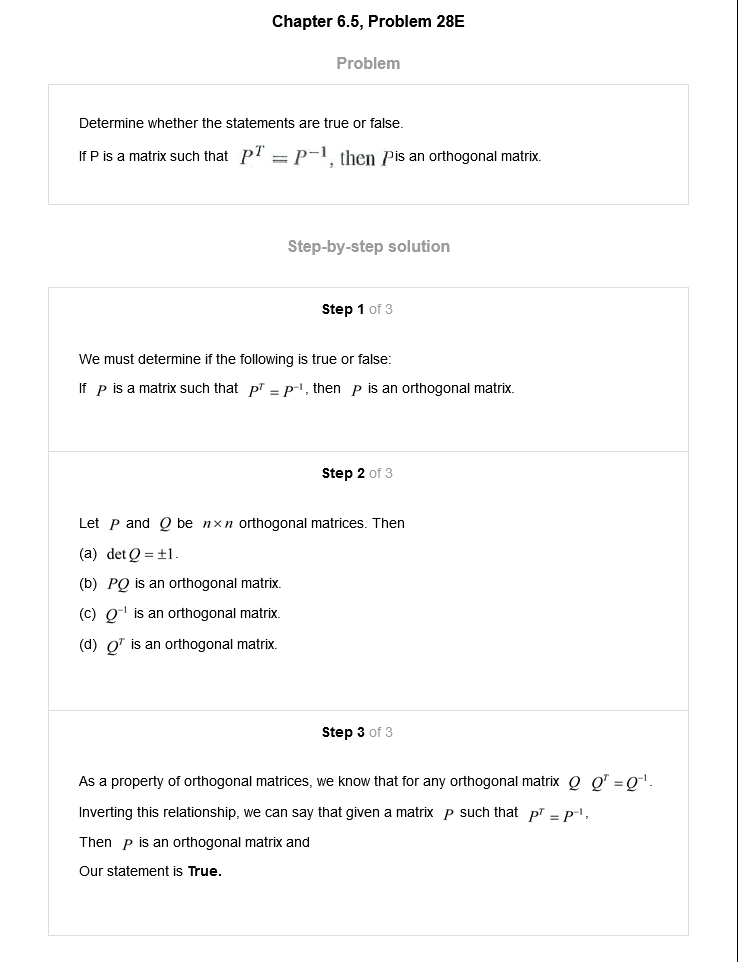 Chapter 6.5, Problem 28E
Problem
Determine whether the statements are true or false.
If P is a matrix such that P^T = P^−1, then P is an orthogonal matrix.
Step-by-step solution
Step 1 of 3
We must determine if the following is true or false:
If P is a matrix such that P^T = P^−1, then P is an orthogonal matrix.
Step 2 of 3
Let P and Q be n×n orthogonal matrices. Then
(a) det Q = ±1.
(b) PQ is an orthogonal matrix.
(c) Q^−1 is an orthogonal matrix.
(d) Q^T is an orthogonal matrix.
Step 3 of 3
As a property of orthogonal matrices, we know that for any orthogonal matrix Q Q^T = Q^−1.
Inverting this relationship, we can say that given a matrix P such that P^T = P^−1,
Then P is an orthogonal matrix and
Our statement is True.